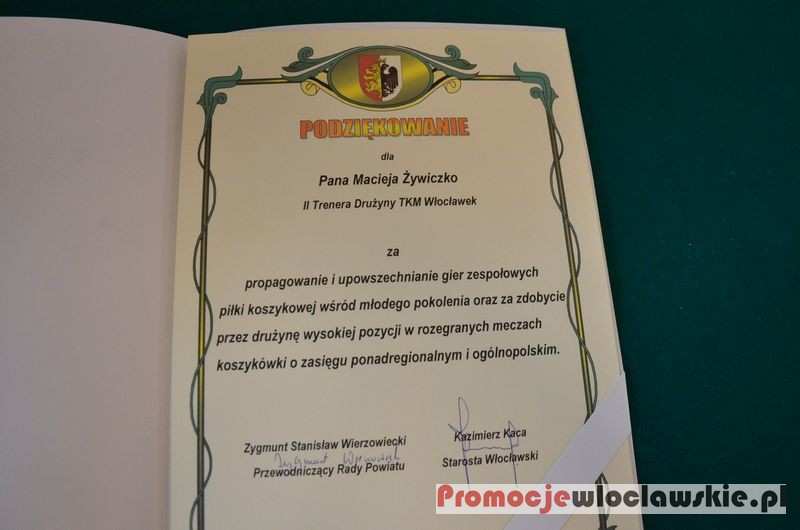 PODZIĘKOWANIE
dla
Pana Macieja Żywiczko
II Trenera Drużyny TKM Włocławek
za
propagowanie i upowszechnianie gier zespołowych
piłki koszykowej wśród młodego pokolenia oraz za zdobycie
przez drużynę wysokiej pozycji w rozegranych meczach
koszykówki o zasięgu ponadregionalnym i ogólnopolskim.
Zygmunt Stanisław Wierzowiecki
Przewodniczący Rady Powiatu
Kazimierz Kaca
Starosta Włocławski
Promocjewloclawskie.pl